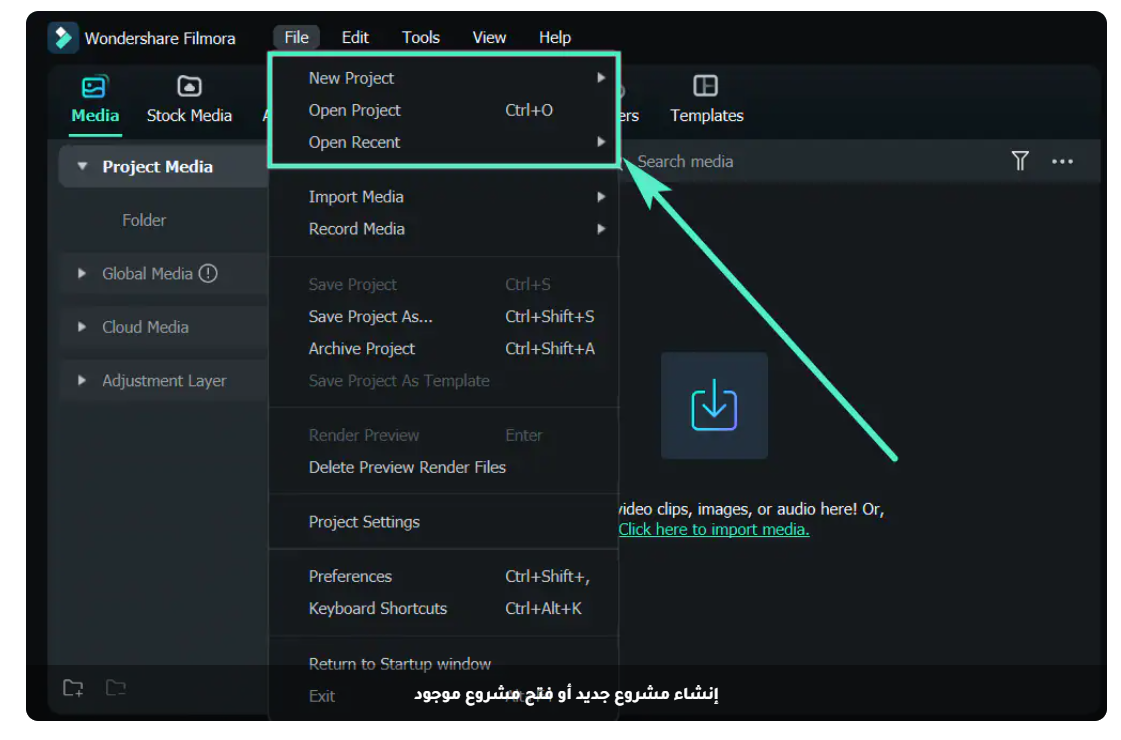 Wondershare Filmora
File Edit Tools View Help
Media Stock Media Templates
Project Media
Folder
Global Media
Cloud Media
Adjustment Layer
New Project
Open Project Ctrl+O
Open Recent
Import Media
Record Media
Save Project Ctrl+S
Save Project As... Ctrl+Shift+S
Archive Project Ctrl+Shift+A
Save Project As Template
Render Preview Enter
Delete Preview Render Files
Project Settings
Preferences Ctrl+Shift+,
Keyboard Shortcuts Ctrl+Alt+K
Return to Startup window
Exit
Search media
video clips, images, or audio here! Or,
Click here to import media.
إنشاء مشروع جديد أو فتح مشروع موجود